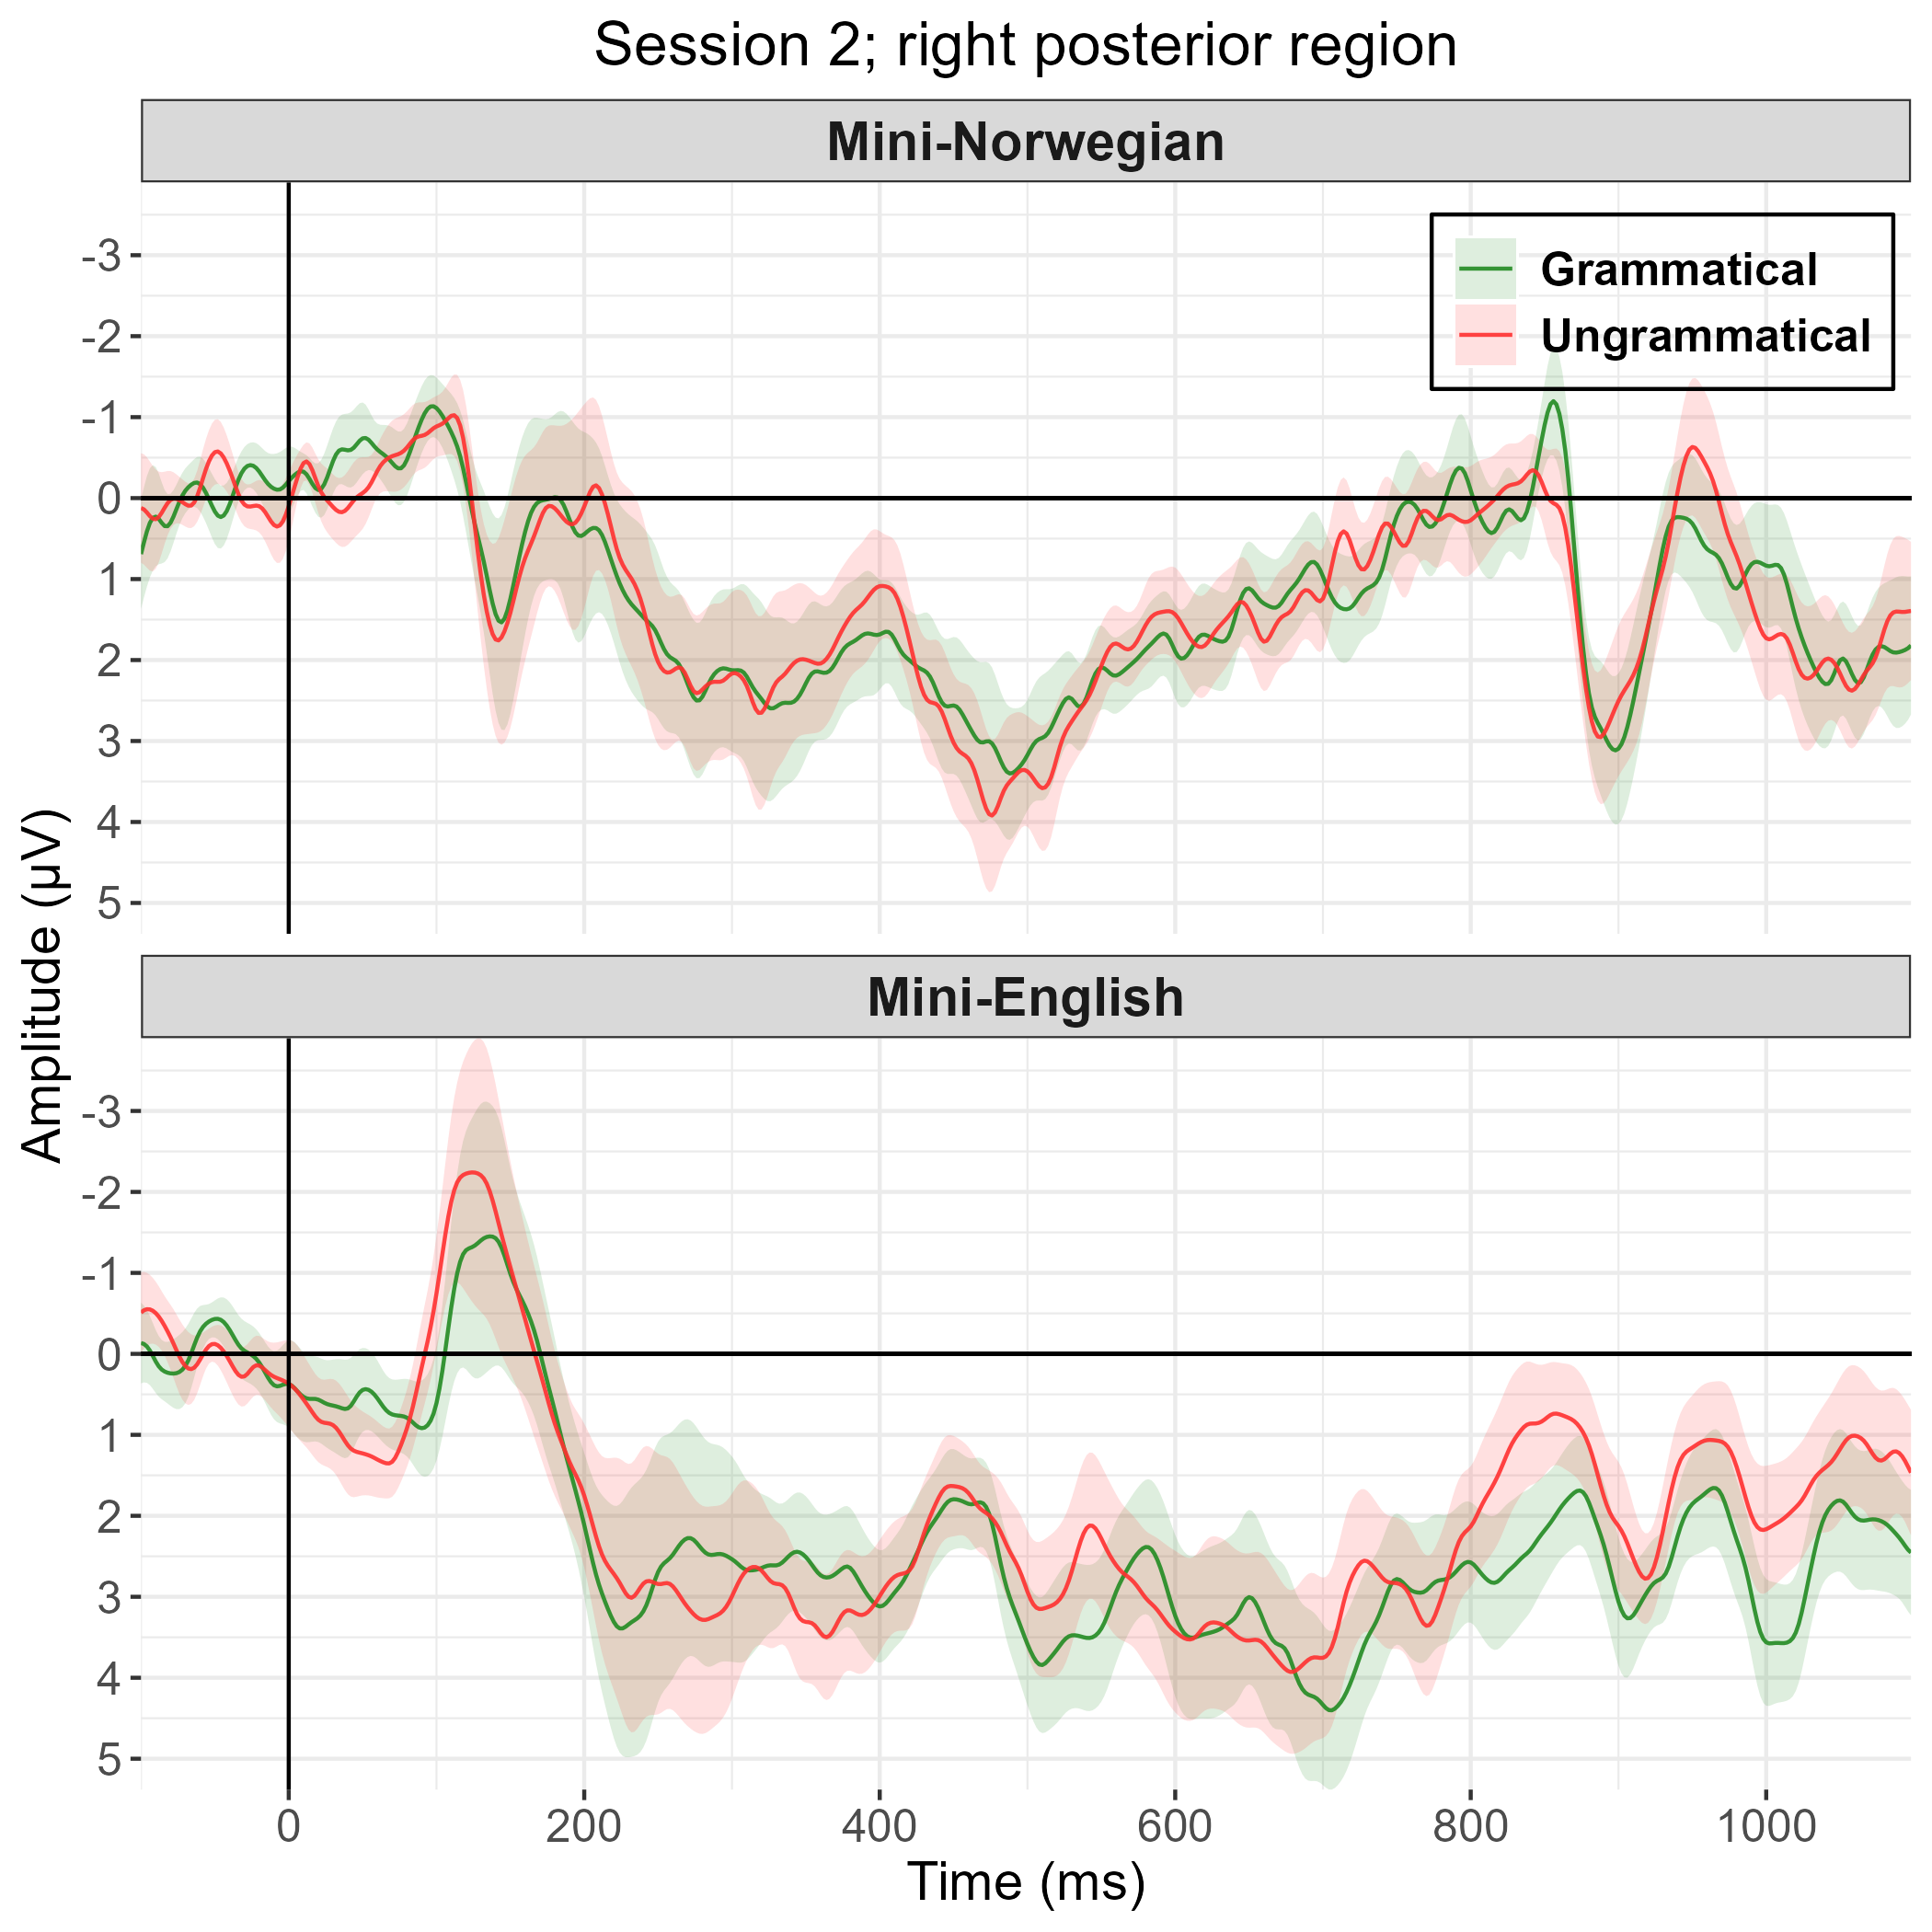 Session 2; right posterior region
Mini-Norwegian
Grammatical
Ungrammatical
-3
-2
-1
0
1
2
3
4
5
Amplitude (µV)
Mini-English
-3
-2
-1
0
1
2
3
4
5
0 200 400 600 800 1000
Time (ms)